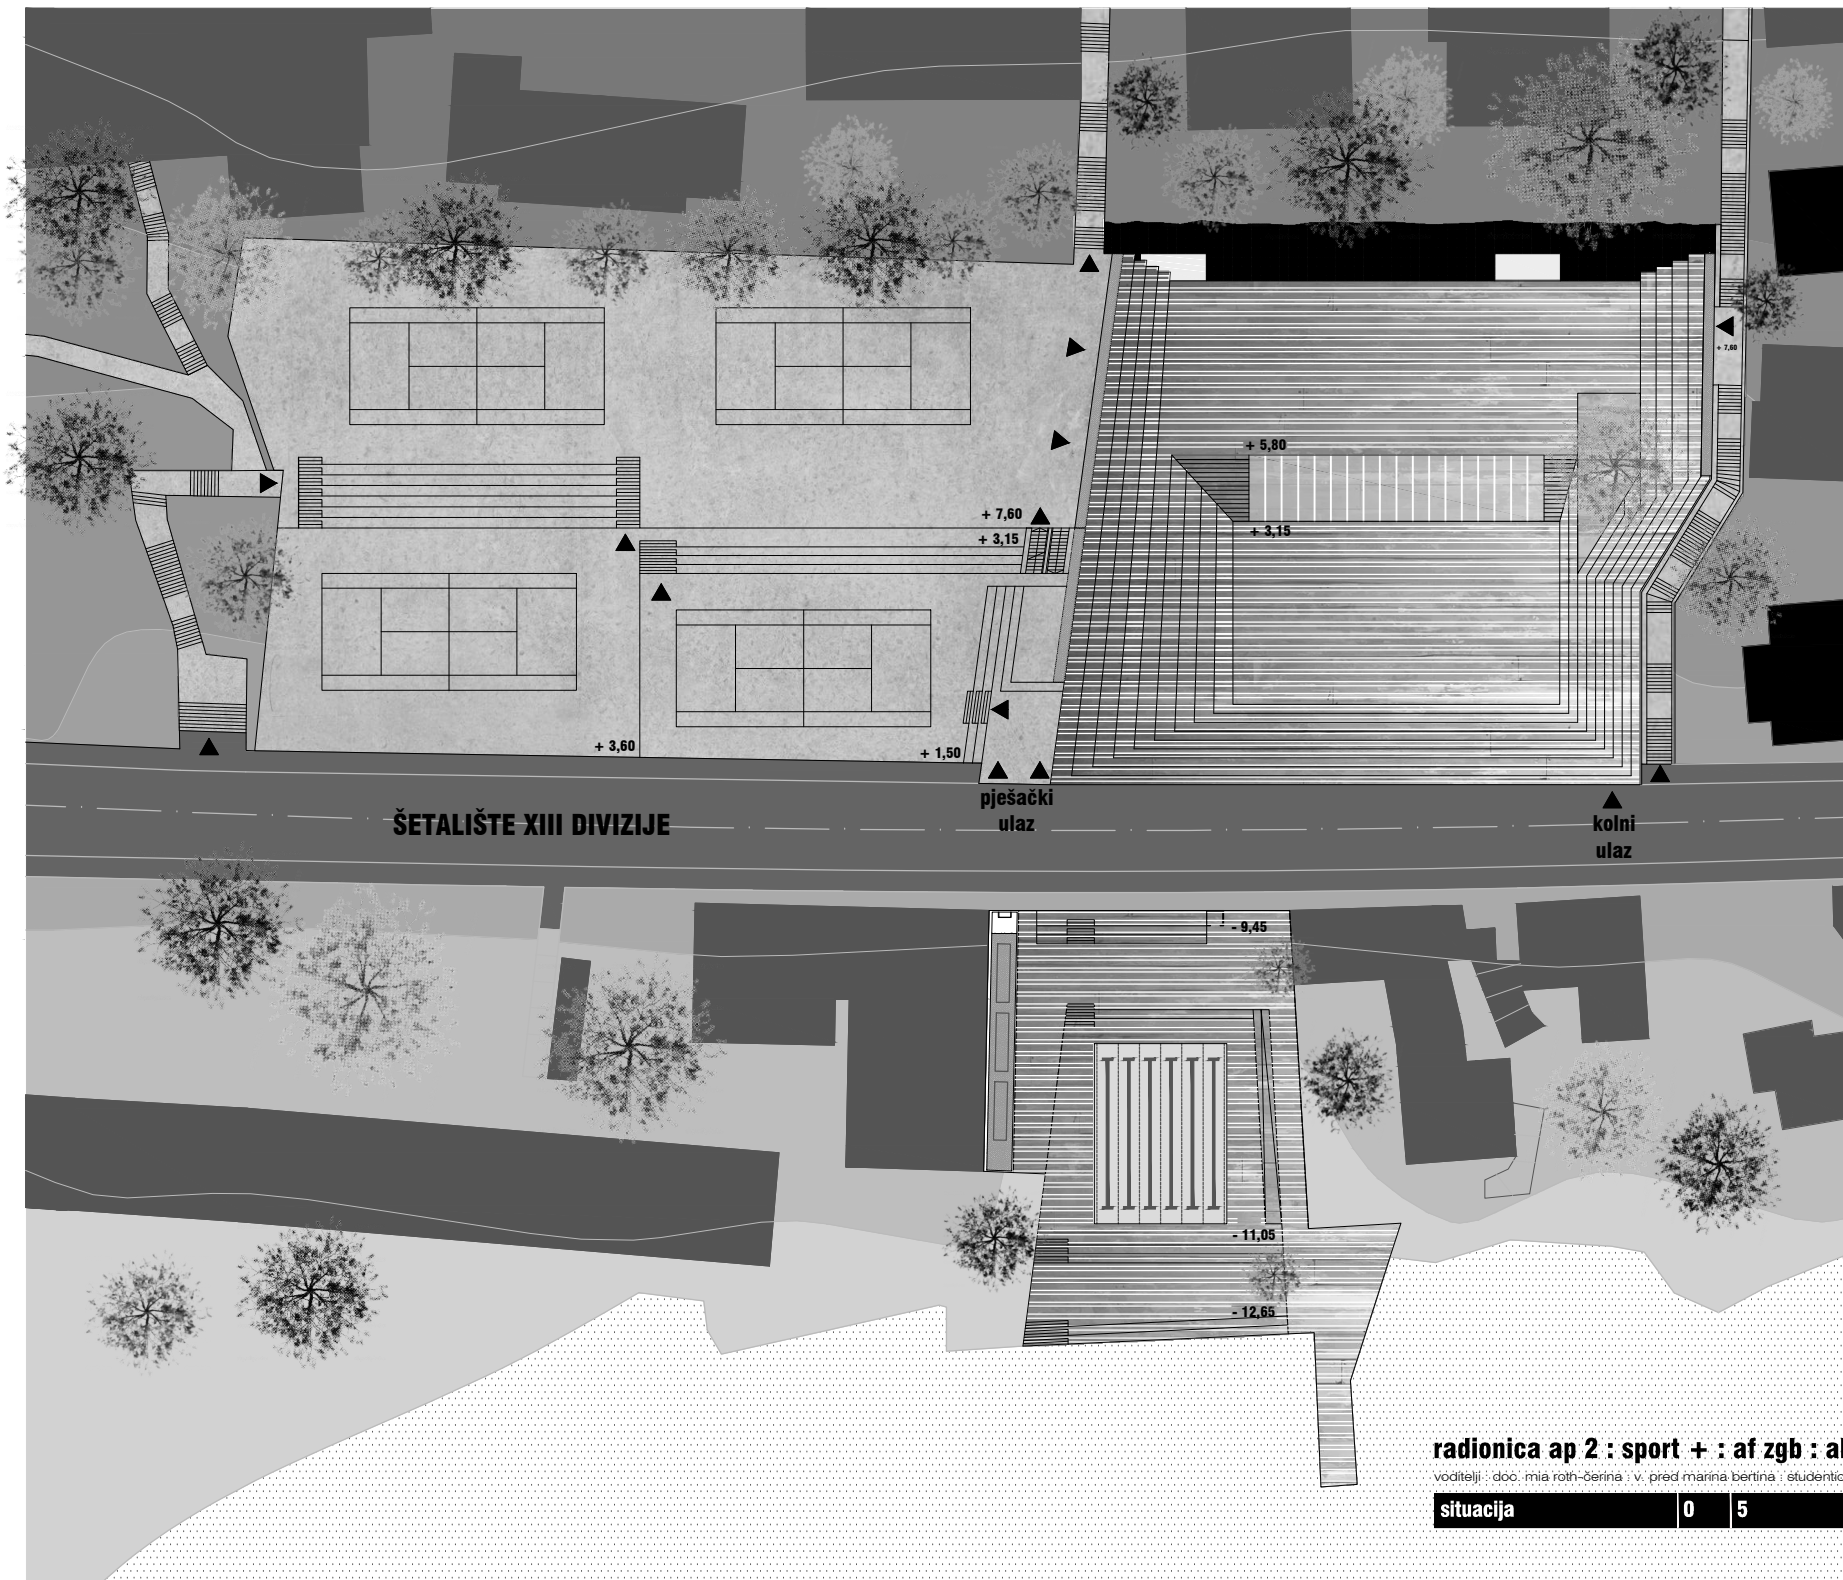 + 7,60
+ 5,80
+ 7,60
+ 3,15
+ 3,15
+ 3,60
+ 1,50
pješački
ulaz
ŠETALIŠTE XIII DIVIZIJE
kolni
ulaz
- 9,45
- 11,05
- 12,65
radionica ap 2 : sport + : af zgb :
voditelji : doc. mia roth-čerina : v. pred marina bertina :
situacija 0 5